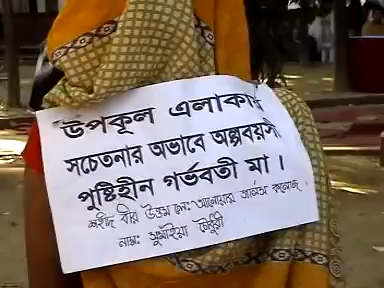 উপকূল এলাকায়
সচেতনার অভাবে অল্পবয়সী
পুষ্টিহীন গর্ভবতী মা।
শহীদ বীর উত্তম লে: আনোয়ার গার্লস কলেজ
নাম: সুমাইয়া চৌধুরী